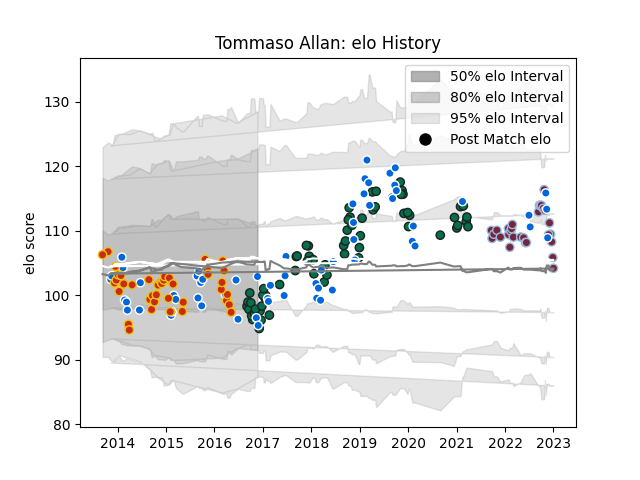 Tommaso Allan: elo History
50% elo Interval
80% elo Interval
95% elo Interval
Post Match elo
elo score
130
120
110
100
90
80
2014 2015 2016 2017 2018 2019 2020 2021 2022 2023